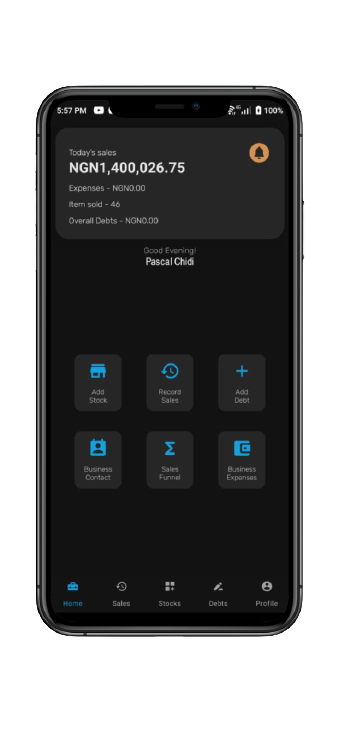 5:57 PM
4G
100%
Today's sales
NGN1,400,026.75
Expenses - NGN0.00
Item sold - 46
Overall Debts - NGN0.00
Good Evening!
Pascal Chidi
Add
Stock
Record
Sales
Add
Debt
Business
Contact
Sales
Funnel
Business
Expenses
Home
Sales
Stocks
Debts
Profile